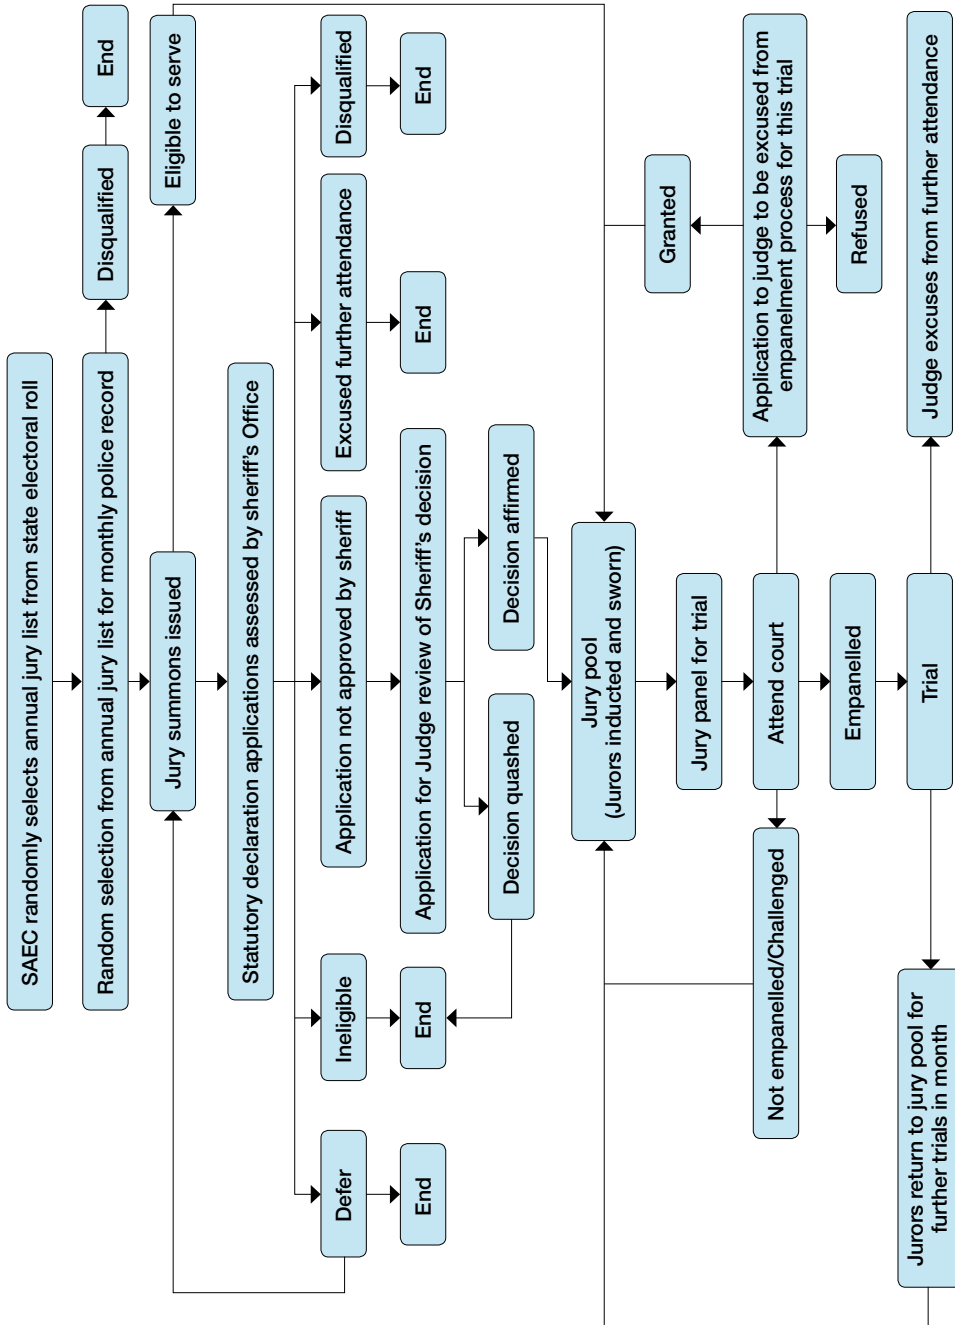 SAEC randomly selects annual jury list from state electoral roll
Random selection from annual jury list for monthly police record
Disqualified
End
Jury summons issued
Eligible to serve
Statutory declaration applications assessed by sheriff's Office
Defer
Ineligible
Application not approved by sheriff
Excused further attendance
Disqualified
End
End
Application for Judge review of Sheriff's decision
End
End
Decision quashed
Decision affirmed
Jury pool
(Jurors inducted and sworn)
Granted
Jury panel for trial
Not empanelled/Challenged
Attend court
Application to judge to be excused from
empanelment process for this trial
Empanelled
Refused
Jurors return to jury pool for
further trials in month
Trial
Judge excuses from further attendance